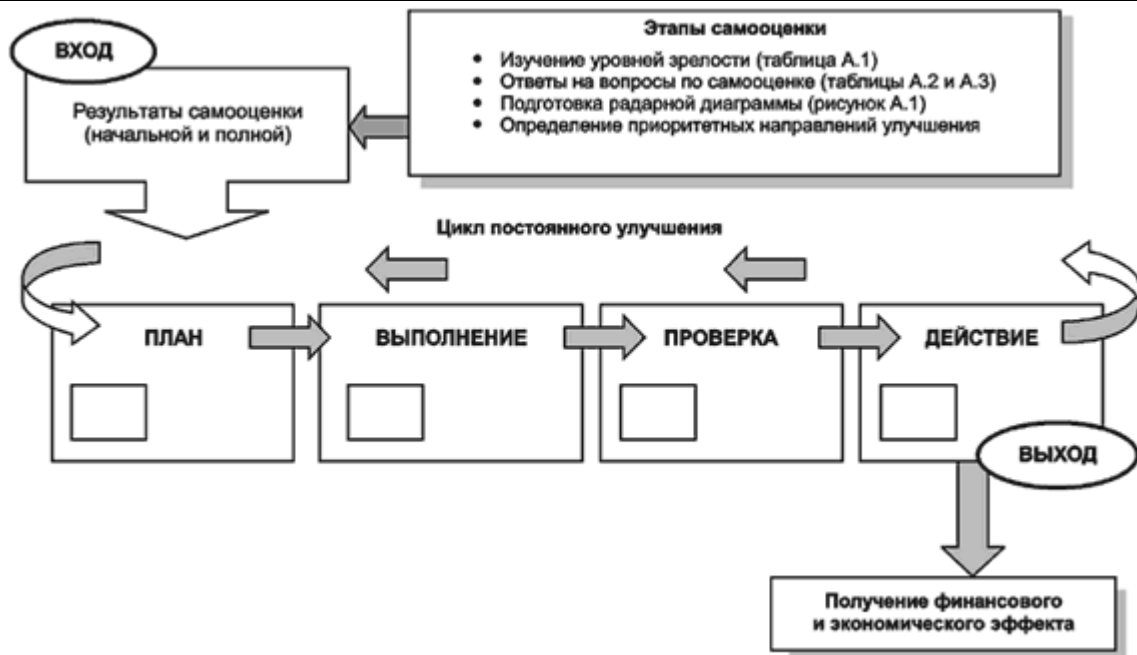 ВХОД
Результаты самооценки
(начальной и полной)
Этапы самооценки
• Изучение уровней зрелости (таблица А.1)
• Ответы на вопросы по самооценке (таблицы А.2 и А.3)
• Подготовка радарной диаграммы (рисунок А.1)
• Определение приоритетных направлений улучшения
Цикл постоянного улучшения
ПЛАН
ВЫПОЛНЕНИЕ
ПРОВЕРКА
ДЕЙСТВИЕ
ВЫХОД
Получение финансового
и экономического эффекта